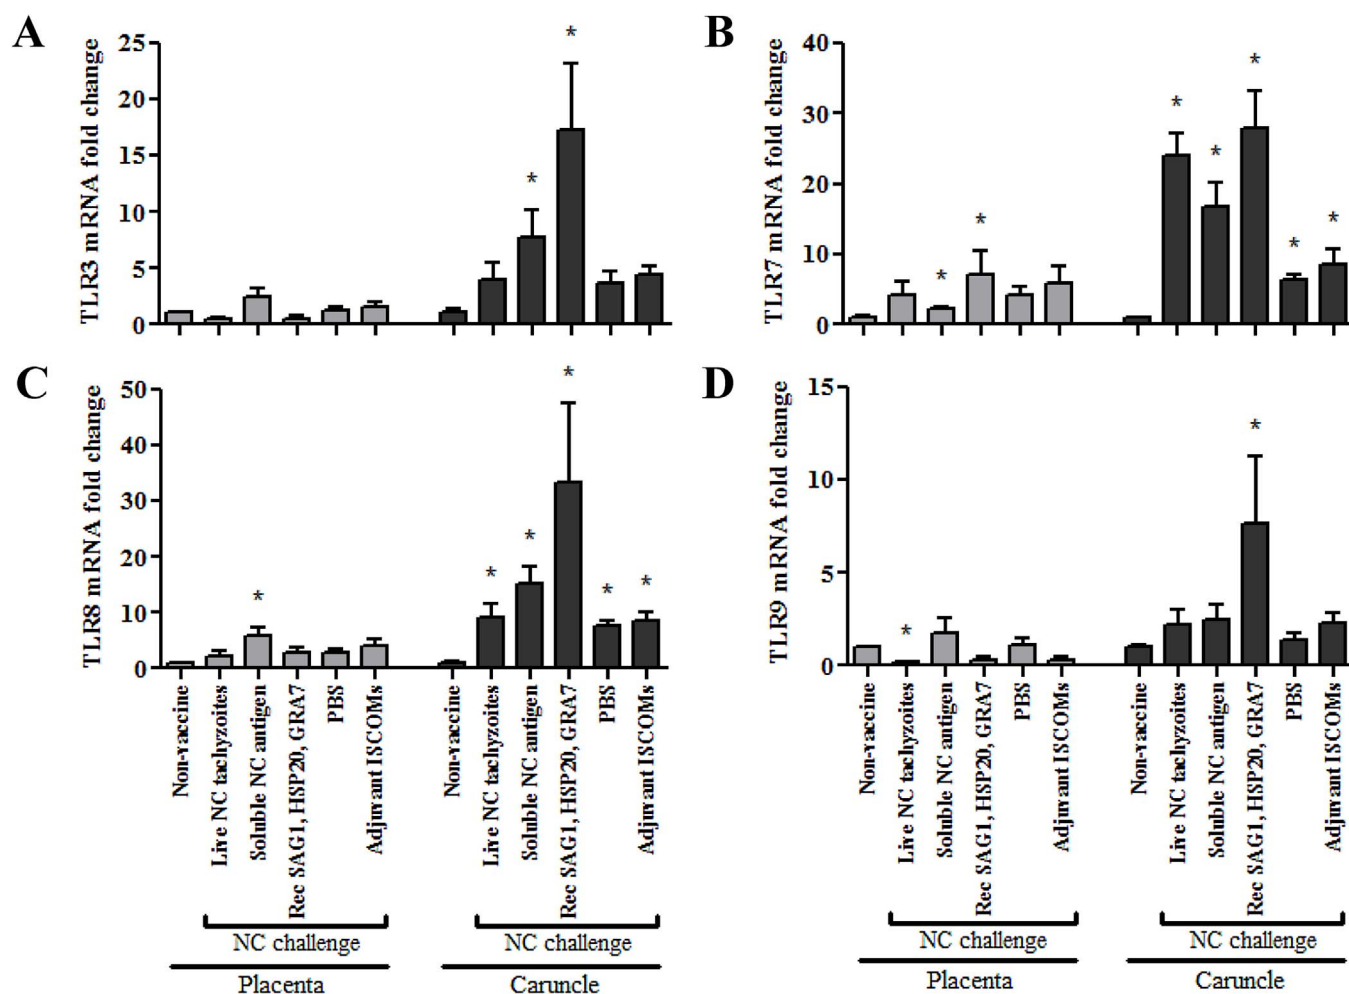 A
TLR3 mRNA fold change
25
20
15
10
5
0
*
*
B
TLR7 mRNA fold change
40
30
20
10
0
*
*
*
*
*
*
*
C
TLR8 mRNA fold change
50
40
30
20
10
0
*
*
*
*
*
*
Non-vaccine
Live NC tachyzoites
Soluble NC antigen
Rec SAG1, HSP20, GRA7
PBS
Adjuvant ISCOMs
Non-vaccine
Live NC tachyzoites
Soluble NC antigen
Rec SAG1, HSP20, GRA7
PBS
Adjuvant ISCOMs
NC challenge
NC challenge
Placenta
Caruncle
D
TLR9 mRNA fold change
15
10
5
0
*
*
Non-vaccine
Live NC tachyzoites
Soluble NC antigen
Rec SAG1, HSP20, GRA7
PBS
Adjuvant ISCOMs
Non-vaccine
Live NC tachyzoites
Soluble NC antigen
Rec SAG1, HSP20, GRA7
PBS
Adjuvant ISCOMs
NC challenge
NC challenge
Placenta
Caruncle